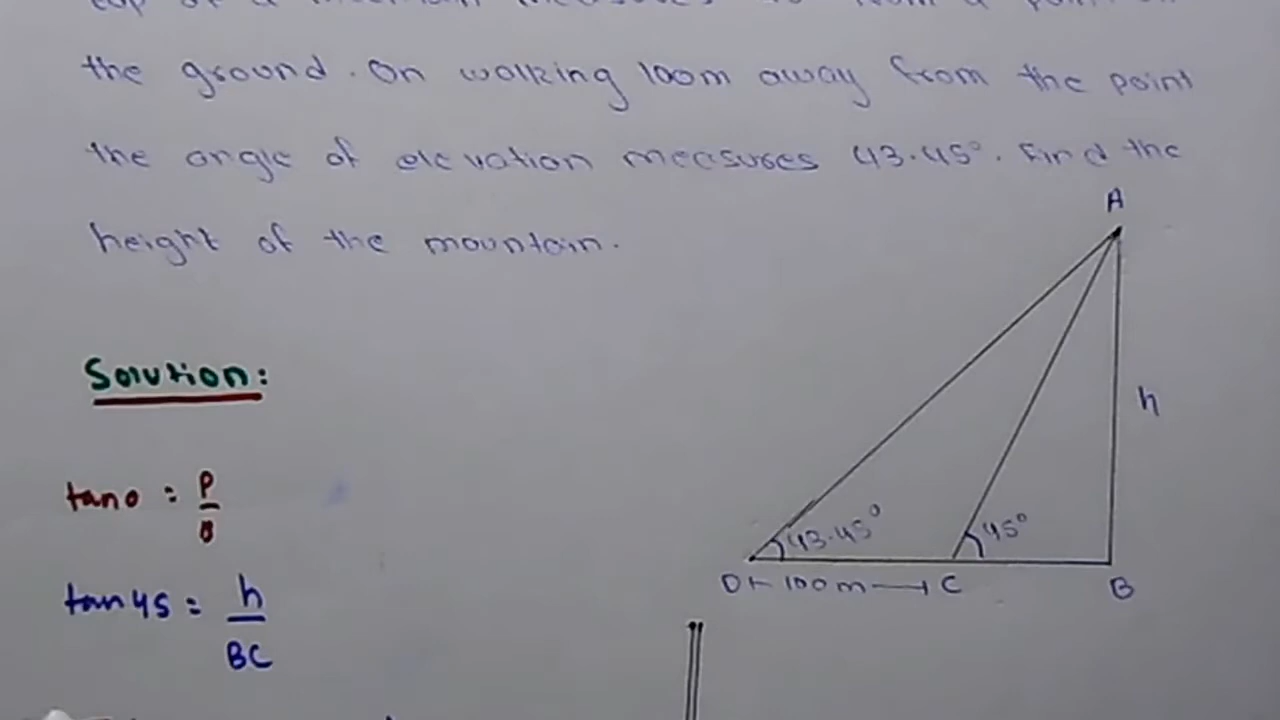 the ground. On walking 100m away from the point
the angle of elevation measures 43.45°. Find the
height of the mountain.
A
Solution:
h
tanθ = P/B
43.45°
45°
D 100m C
B
tan45 = h/BC